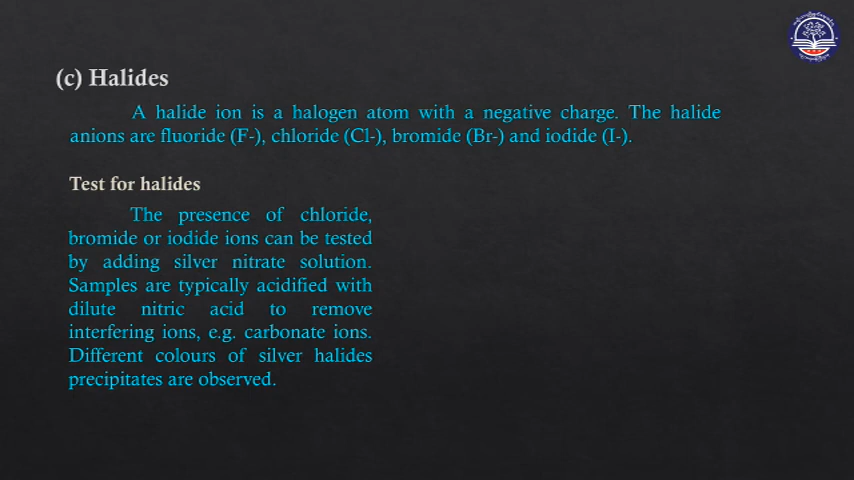 (c) Halides
A halide ion is a halogen atom with a negative charge. The halide
anions are fluoride (F-), chloride (Cl-), bromide (Br-) and iodide (I-).
Test for halides
The presence of chloride,
bromide or iodide ions can be tested
by adding silver nitrate solution.
Samples are typically acidified with
dilute nitric acid to remove
interfering ions, e.g. carbonate ions.
Different colours of silver halides
precipitates are observed.